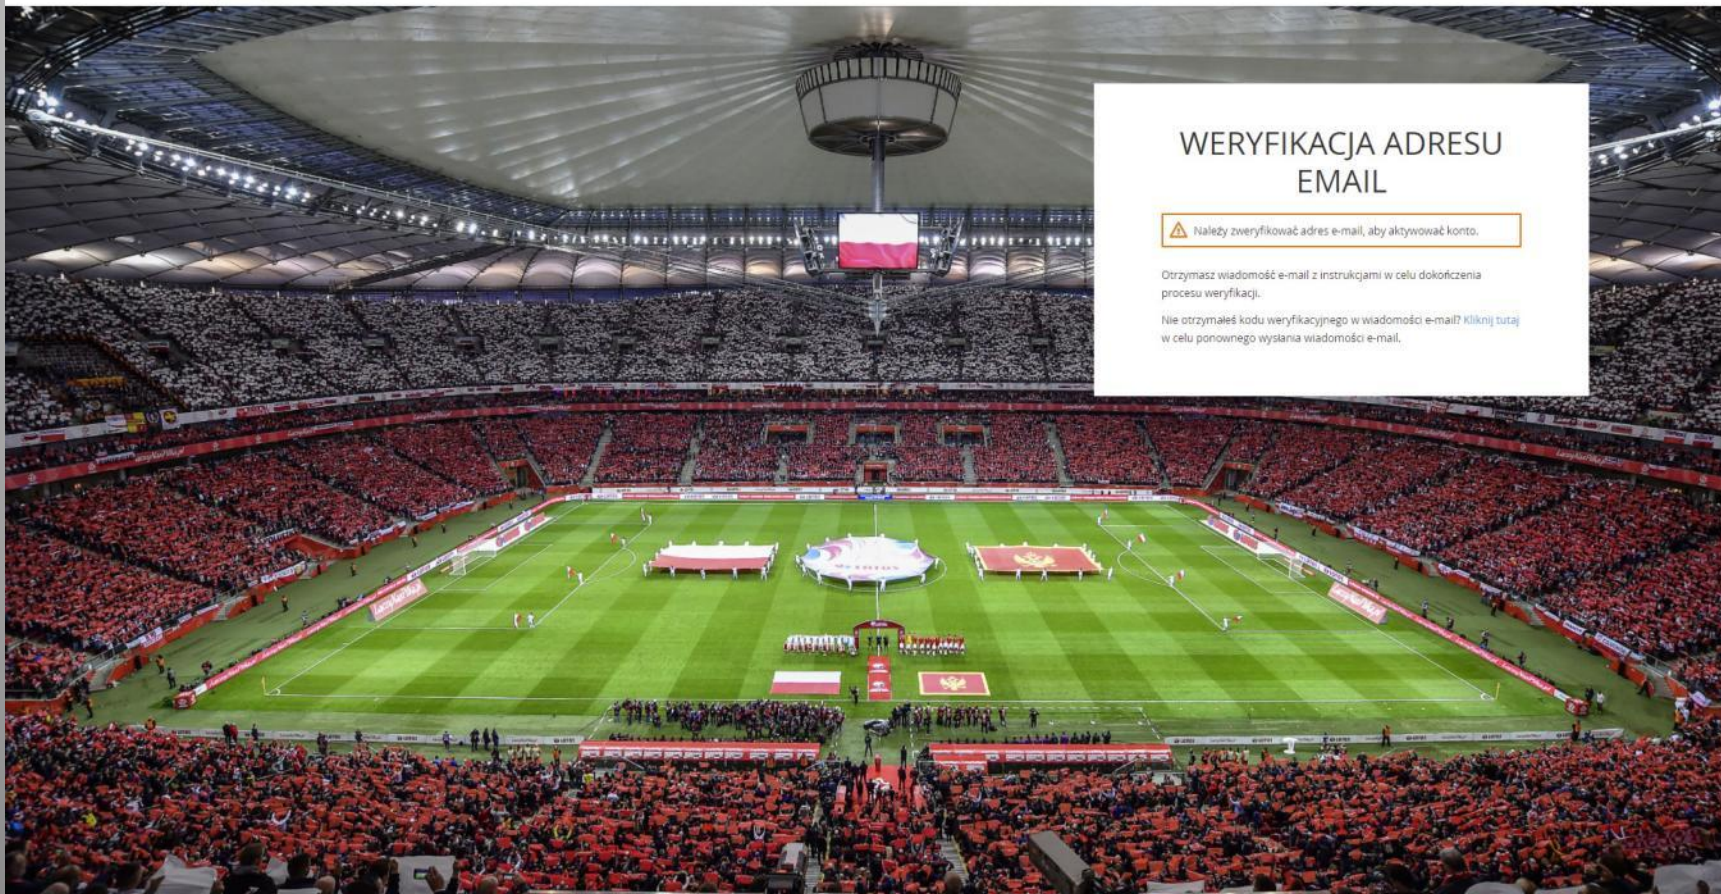 WERYFIKACJA ADRESU
EMAIL
Należy zweryfikować adres e-mail, aby aktywować konto.
Otrzymasz wiadomość e-mail z instrukcjami w celu dokończenia
procesu weryfikacji.
Nie otrzymałeś kodu weryfikacyjnego w wiadomości e-mail? Kliknij tutaj
w celu ponownego wysłania wiadomości e-mail.